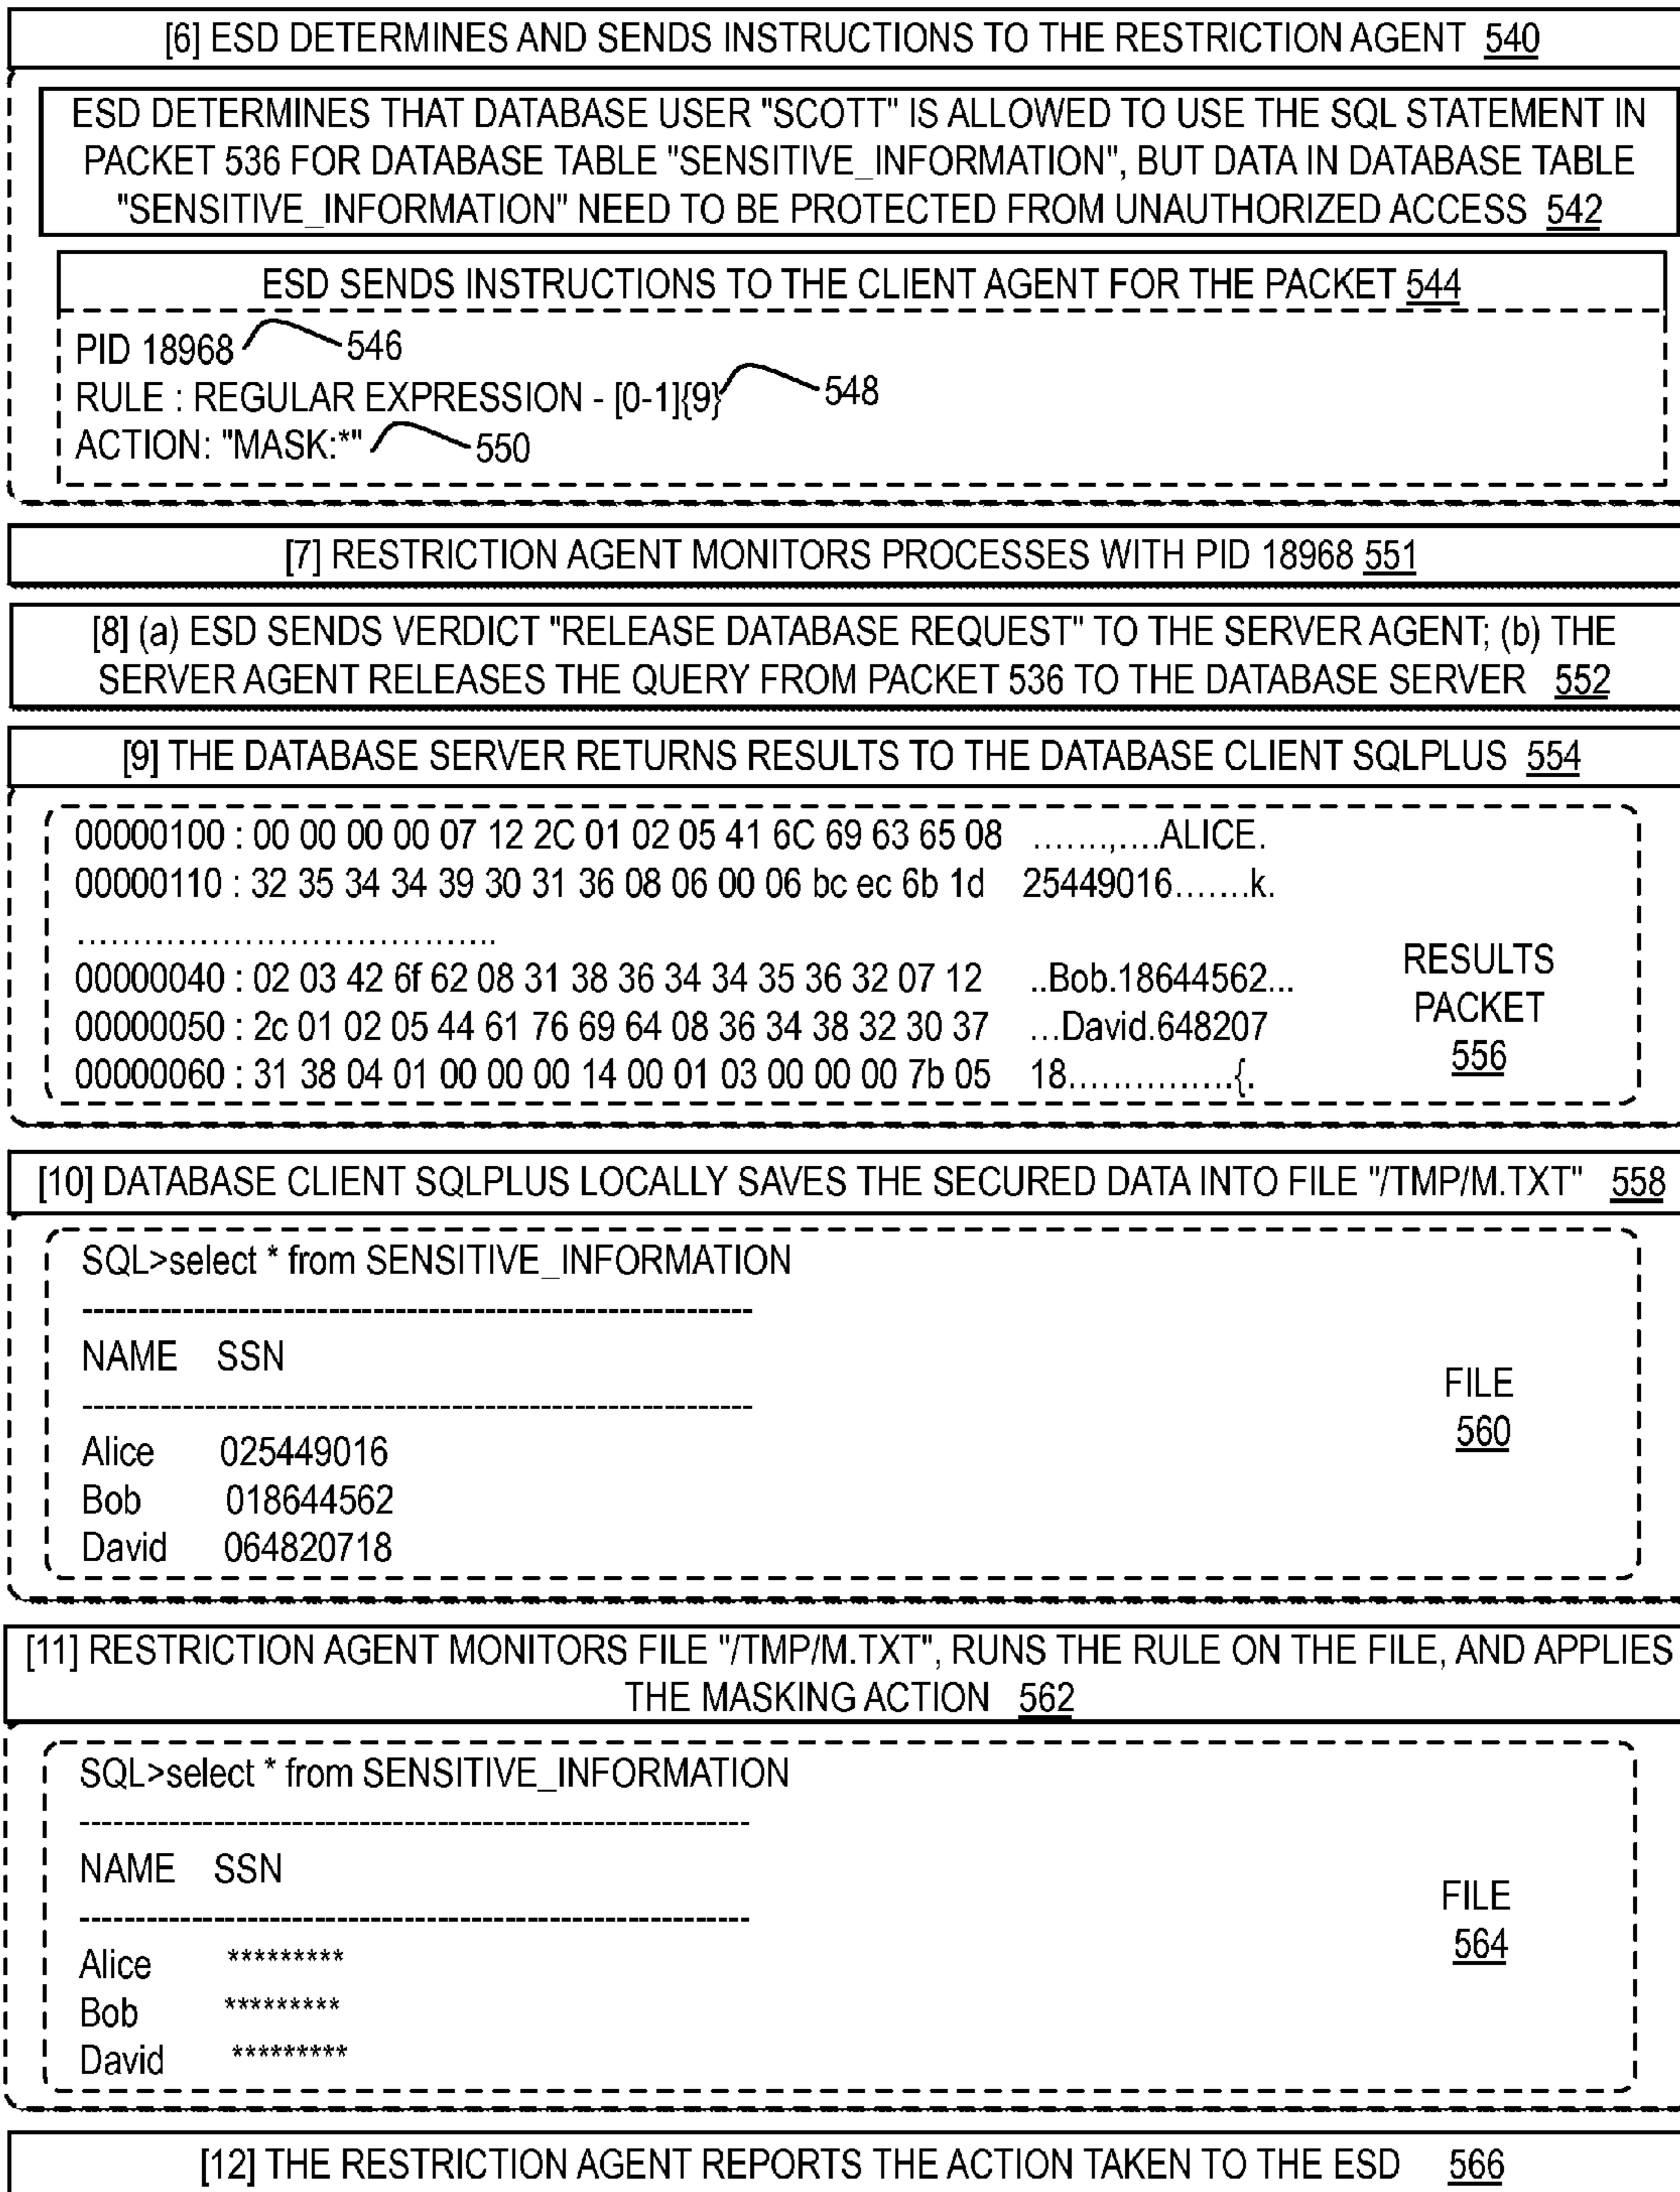 [6] ESD DETERMINES AND SENDS INSTRUCTIONS TO THE RESTRICTION AGENT 540
ESD DETERMINES THAT DATABASE USER "SCOTT" IS ALLOWED TO USE THE SQL STATEMENT IN
PACKET 536 FOR DATABASE TABLE "SENSITIVE_INFORMATION", BUT DATA IN DATABASE TABLE
"SENSITIVE_INFORMATION" NEED TO BE PROTECTED FROM UNAUTHORIZED ACCESS 542
ESD SENDS INSTRUCTIONS TO THE CLIENT AGENT FOR THE PACKET 544
PID 18968 546
RULE : REGULAR EXPRESSION - [0-1]{9} 548
ACTION: "MASK:*" 550
[7] RESTRICTION AGENT MONITORS PROCESSES WITH PID 18968 551
[8] (a) ESD SENDS VERDICT "RELEASE DATABASE REQUEST" TO THE SERVER AGENT; (b) THE
SERVER AGENT RELEASES THE QUERY FROM PACKET 536 TO THE DATABASE SERVER 552
[9] THE DATABASE SERVER RETURNS RESULTS TO THE DATABASE CLIENT SQLPLUS 554
00000100 : 00 00 00 00 07 12 2C 01 02 05 41 6C 69 63 65 08 .......,....ALICE.
00000110 : 32 35 34 34 39 30 31 36 08 06 00 06 bc ec 6b 1d 25449016.......k.
......................................
00000040 : 02 03 42 6f 62 08 31 38 36 34 34 35 36 32 07 12 ..Bob.18644562...
00000050 : 2c 01 02 05 44 61 76 69 64 08 36 34 38 32 30 37 ...David.648207
00000060 : 31 38 04 01 00 00 00 14 00 01 03 00 00 00 7b 05 18...............{.
RESULTS
PACKET
556
[10] DATABASE CLIENT SQLPLUS LOCALLY SAVES THE SECURED DATA INTO FILE "/TMP/M.TXT" 558
SQL>select * from SENSITIVE_INFORMATION
------------------------------------------------------------
NAME SSN
------------------------------------------------------------
Alice 025449016
Bob 018644562
David 064820718
FILE
560
[11] RESTRICTION AGENT MONITORS FILE "/TMP/M.TXT", RUNS THE RULE ON THE FILE, AND APPLIES
THE MASKING ACTION 562
SQL>select * from SENSITIVE_INFORMATION
------------------------------------------------------------
NAME SSN
------------------------------------------------------------
Alice *********
Bob *********
David *********
FILE
564
[12] THE RESTRICTION AGENT REPORTS THE ACTION TAKEN TO THE ESD 566